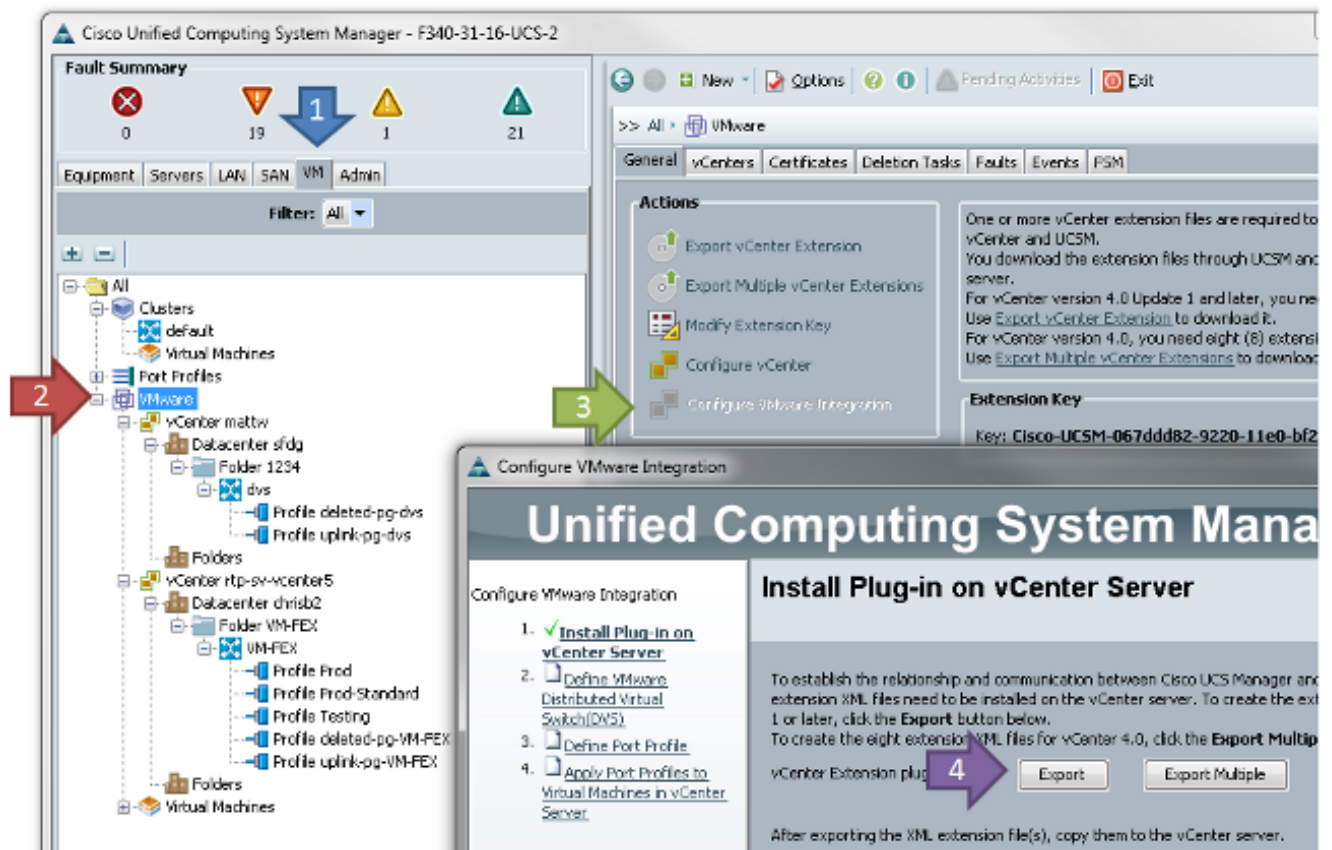 Cisco Unified Computing System Manager - F340-31-16-UCS-2
Fault Summary
0 19 1 21
1
Equipment Servers LAN SAN VM Admin
Filter: All
All
Clusters
default
Virtual Machines
Port Profiles
2
VMware
vCenter mattw
Datacenter sfdg
Folder 1234
dvs
Profile deleted-pg-dvs
Profile uplink-pg-dvs
Folders
vCenter rtp-sv-vcenter5
Datacenter chrisb2
Folder VM-FEX
VM-FEX
Profile Prod
Profile Prod-Standard
Profile Testing
Profile deleted-pg-VM-FEX
Profile uplink-pg-VM-FEX
Folders
Virtual Machines
New Options Pending Activities Exit
>> All VMware
General vCenters Certificates Deletion Tasks Faults Events FSM
Actions
Export vCenter Extension
Export Multiple vCenter Extensions
Modify Extension Key
Configure vCenter
3
Configure VMware Integration
One or more vCenter extension files are required to
vCenter and UCSM.
You download the extension files through UCSM and
server.
For vCenter version 4.0 Update 1 and later, you ne
Use Export vCenter Extension to download it.
For vCenter version 4.0, you need eight (8) extensi
Use Export Multiple vCenter Extensions to downloac
Extension Key
Key: Cisco-UCSM-067ddd82-9220-11e0-bf2
Configure VMware Integration
Unified Computing System Mana
Configure VMware Integration
1. Install Plug-in on
vCenter Server
2. Define VMware
Distributed Virtual
Switch(DVS)
3. Define Port Profile
4. Apply Port Profiles to
Virtual Machines in vCenter
Server
Install Plug-in on vCenter Server
To establish the relationship and communication between Cisco UCS Manager and
extension XML files need to be installed on the vCenter server. To create the ext
1 or later, click the Export button below.
To create the eight extension XML files for vCenter 4.0, click the Export Multip
vCenter Extension plug 4 Export Export Multiple
After exporting the XML extension file(s), copy them to the vCenter server.